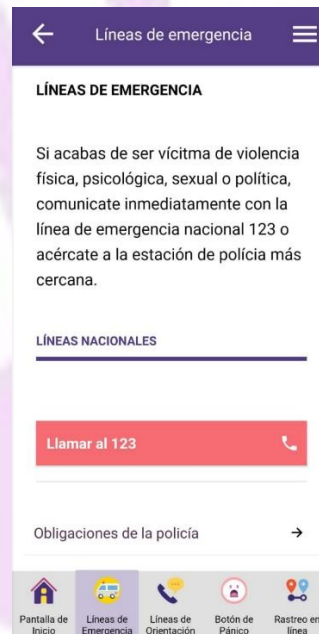 Líneas de emergencia
LÍNEAS DE EMERGENCIA
Si acabas de ser vícitma de violencia
física, psicológica, sexual o política,
comunicate inmediatamente con la
línea de emergencia nacional 123 o
acércate a la estación de polícia más
cercana.
LÍNEAS NACIONALES
Llamar al 123
Obligaciones de la policía
Pantalla de
Inicio
Líneas de
Emergencia
Líneas de
Orientación
Botón de
Pánico
Rastreo en
línea